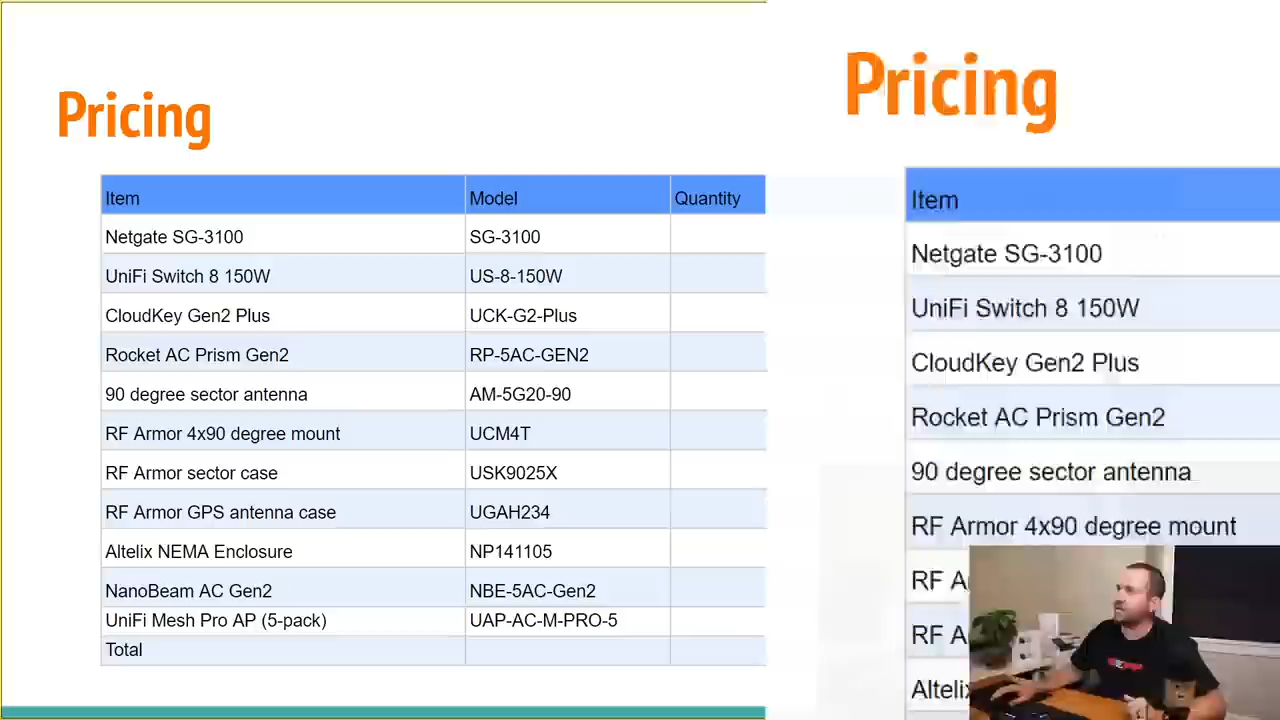 Pricing
Item Model Quantity
Netgate SG-3100 SG-3100
UniFi Switch 8 150W US-8-150W
CloudKey Gen2 Plus UCK-G2-Plus
Rocket AC Prism Gen2 RP-5AC-GEN2
90 degree sector antenna AM-5G20-90
RF Armor 4x90 degree mount UCM4T
RF Armor sector case USK9025X
RF Armor GPS antenna case UGAH234
Altelix NEMA Enclosure NP141105
NanoBeam AC Gen2 NBE-5AC-Gen2
UniFi Mesh Pro AP (5-pack) UAP-AC-M-PRO-5
Total
Pricing
Item
Netgate SG-3100
UniFi Switch 8 150W
CloudKey Gen2 Plus
Rocket AC Prism Gen2
90 degree sector antenna
RF Armor 4x90 degree mount
RF
RF